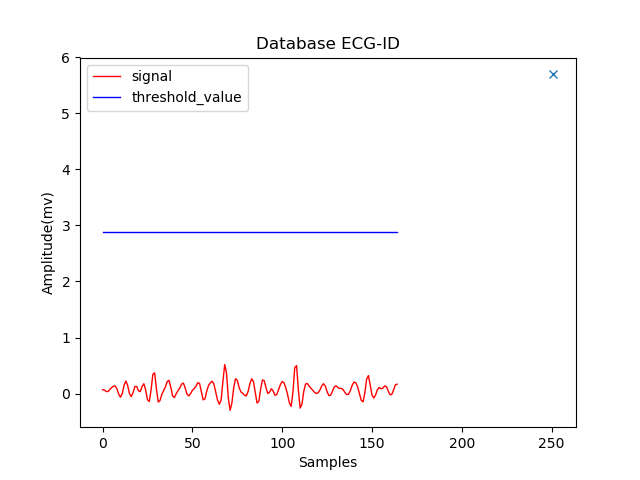 Database ECG-ID
signal
threshold_value
Amplitude(mv)
6
5
4
3
2
1
0
0 50 100 150 200 250
Samples